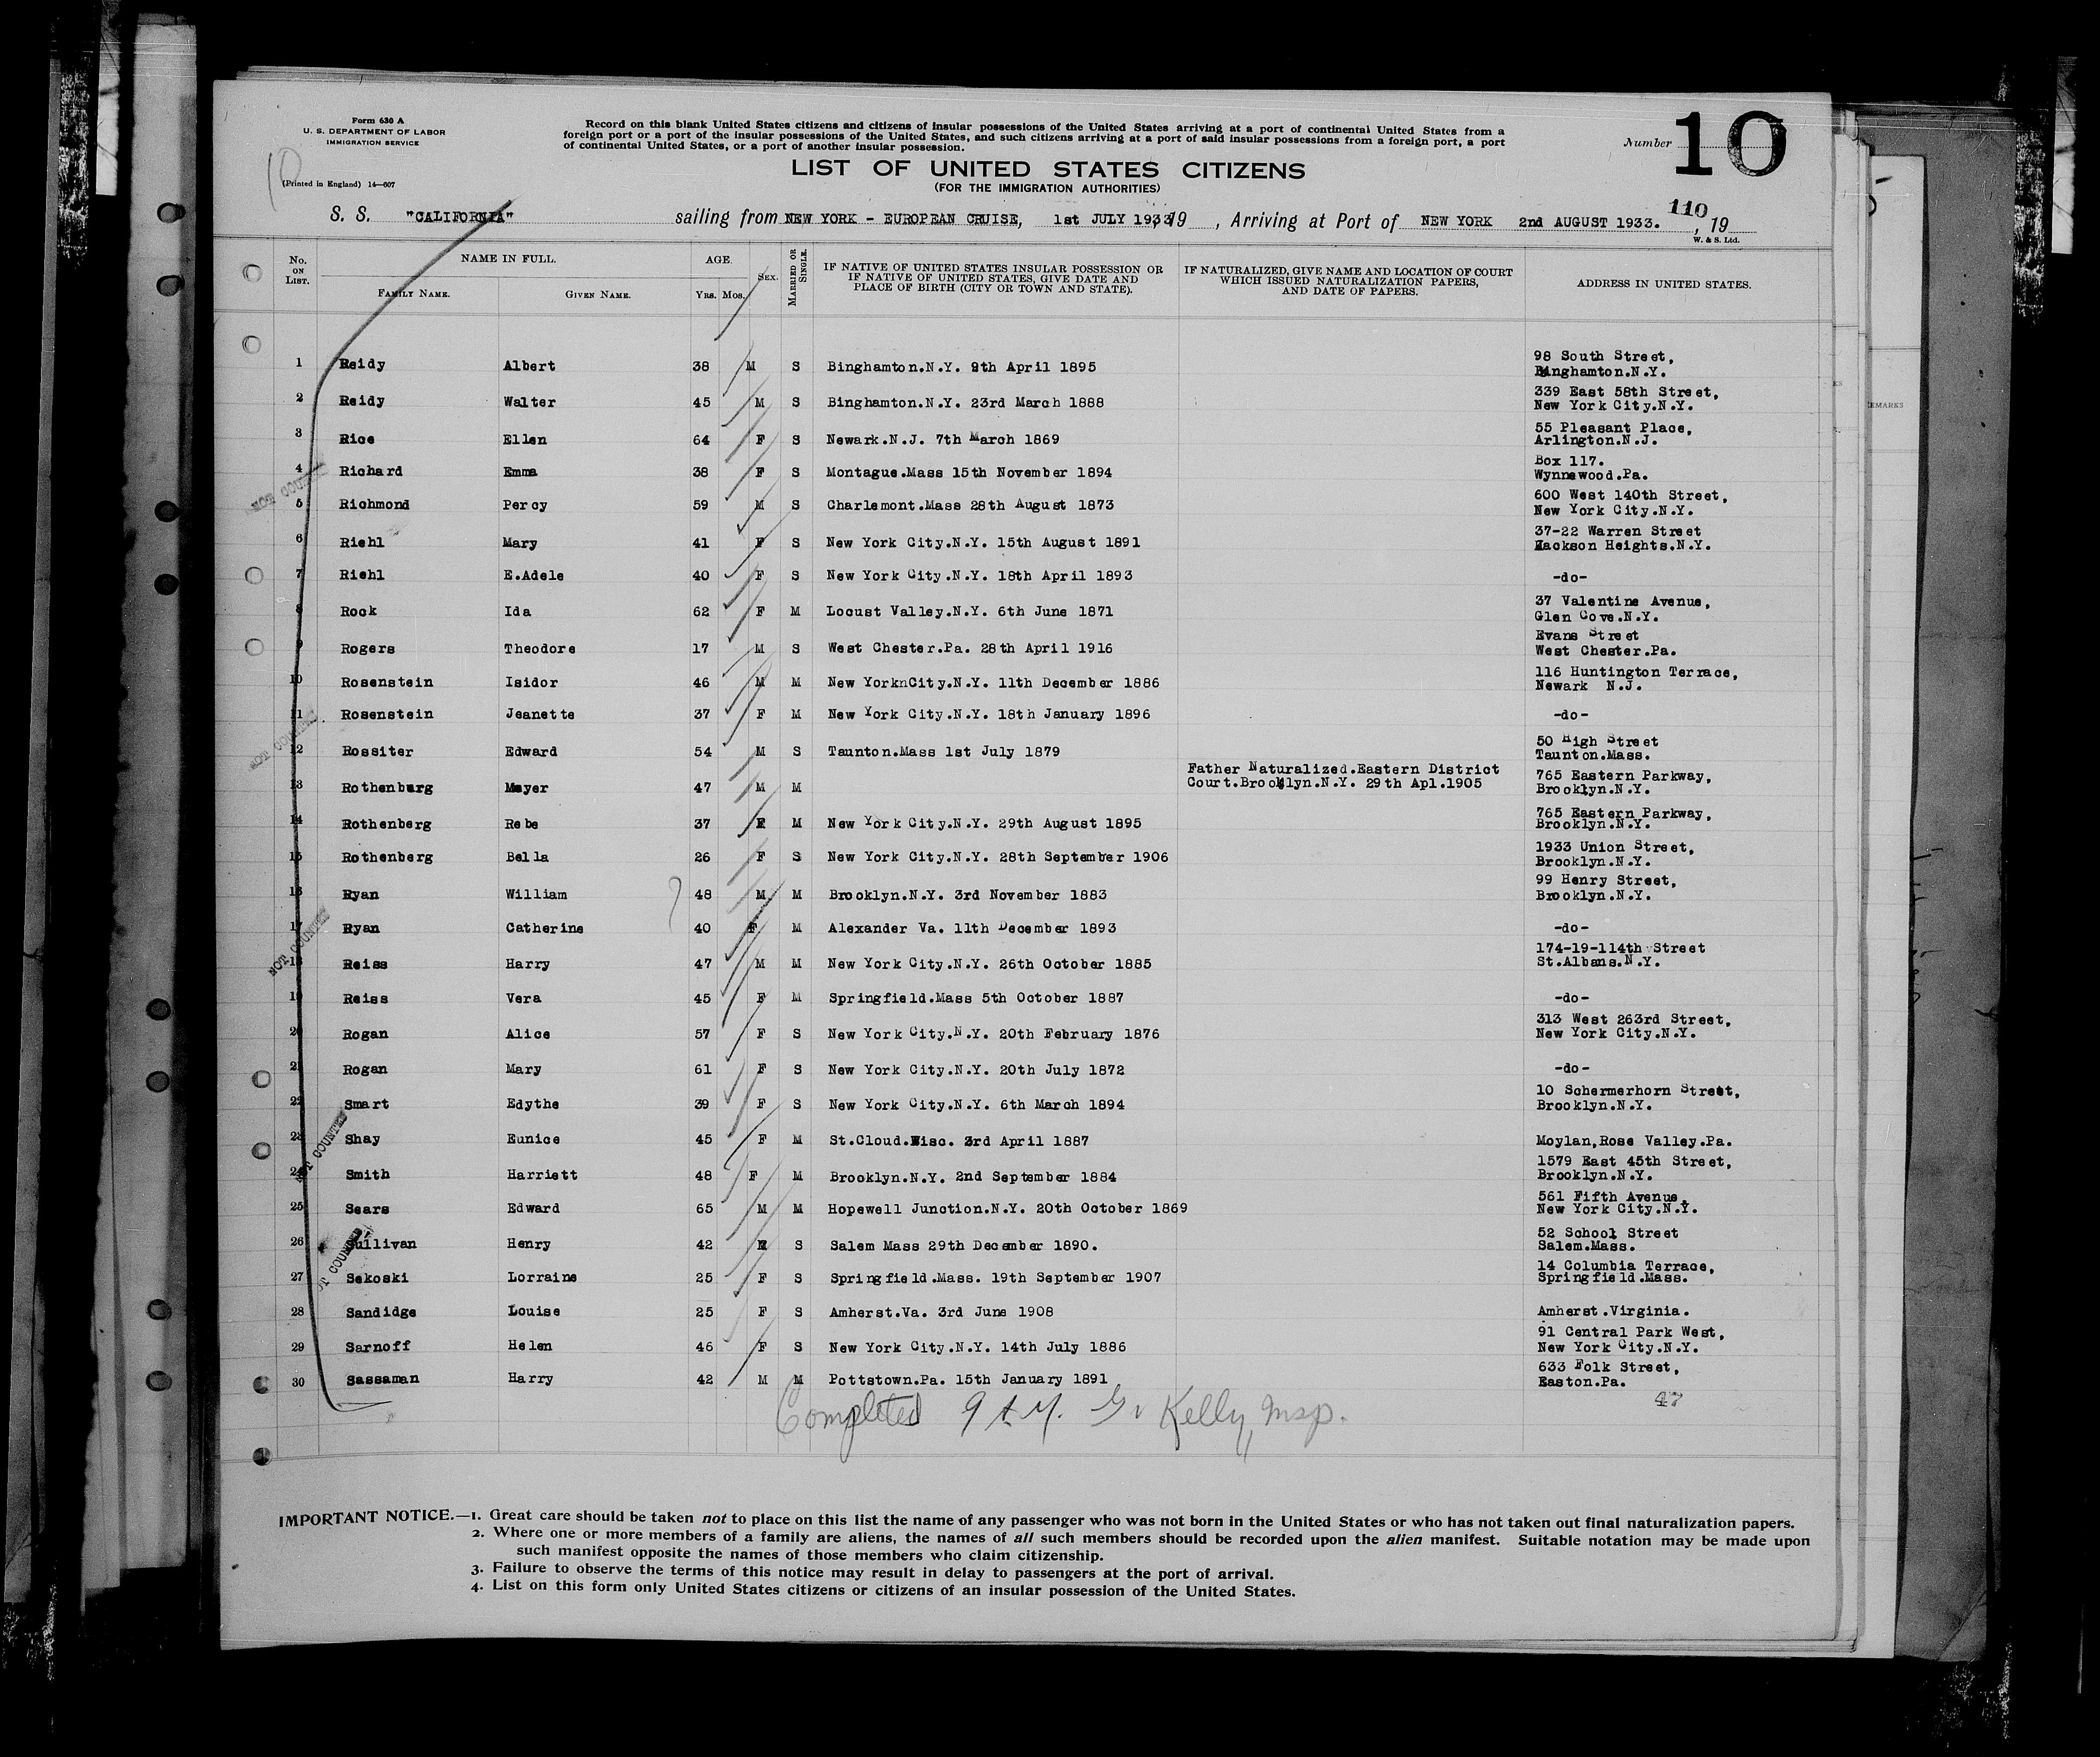 Form 630 A
U. S. DEPARTMENT OF LABOR
IMMIGRATION SERVICE
10
(Printed in England) 14—607
Record on this blank United States citizens and citizens of insular possessions of the United States arriving at a port of continental United States from a
foreign port or a port of the insular possessions of the United States, and such citizens arriving at a port of said insular possessions from a foreign port, a port
of continental United States, or a port of another insular possession.
Number 10
LIST OF UNITED STATES CITIZENS
(FOR THE IMMIGRATION AUTHORITIES)
110
S. S. "CALIFORNIA" sailing from NEW YORK - EUROPEAN CRUISE, 1st JULY 1933, 19 , Arriving at Port of NEW YORK 2nd AUGUST 1933. , 19
W. & S. Ltd.
No. ON LIST. NAME IN FULL. FAMILY NAME. GIVEN NAME. AGE. Yrs. Mos. SEX. MARRIED OR SINGLE. IF NATIVE OF UNITED STATES INSULAR POSSESSION OR IF NATIVE OF UNITED STATES, GIVE DATE AND PLACE OF BIRTH (CITY OR TOWN AND STATE). IF NATURALIZED, GIVE NAME AND LOCATION OF COURT WHICH ISSUED NATURALIZATION PAPERS, AND DATE OF PAPERS. ADDRESS IN UNITED STATES.
1 Reidy Albert 38 M S Binghamton.N.Y. 9th April 1895 98 South Street, Binghamton.N.Y.
2 Reidy Walter 45 M S Binghamton.N.Y. 23rd March 1888 339 East 58th Street, New York City.N.Y.
3 Rice Ellen 64 F S Newark.N.J. 7th March 1869 55 Pleasant Place, Arlington.N.J.
4 Richard Emma 38 F S Montague.Mass 15th November 1894 Box 117. Wynnewood.Pa.
NOT COUNTED
5 Richmond Percy 59 M S Charlemont.Mass 28th August 1873 600 West 140th Street, New York City.N.Y.
6 Riehl Mary 41 F S New York City.N.Y. 15th August 1891 37-22 Warren Street Jackson Heights.N.Y.
7 Riehl E.Adele 40 F S New York City.N.Y. 18th April 1893 -do-
8 Rock Ida 62 F M Locust Valley.N.Y. 6th June 1871 37 Valentine Avenue, Glen Cove.N.Y.
9 Rogers Theodore 17 M S West Chester.Pa. 28th April 1916 Evans Street West Chester.Pa.
10 Rosenstein Isidor 46 M M New YorknCity.N.Y. 11th December 1886 116 Huntington Terrace, Newark N.J.
11 Rosenstein Jeanette 37 F M New York City.N.Y. 18th January 1896 -do-
NOT COUNTED
12 Rossiter Edward 54 M S Taunton.Mass 1st July 1879 50 High Street Taunton.Mass.
13 Rothenburg Mayer 47 M M Father Naturalized.Eastern District Court.Brooklyn.N.Y. 29th Apl.1905 765 Eastern Parkway, Brooklyn.N.Y.
14 Rothenberg Rebe 37 F M New York City.N.Y. 29th August 1895 765 Eastern Parkway, Brooklyn.N.Y.
15 Rothenberg Bella 26 F S New York City.N.Y. 28th September 1906 1933 Union Street, Brooklyn.N.Y.
16 Ryan William ? 48 M M Brooklyn.N.Y. 3rd November 1883 99 Henry Street, Brooklyn.N.Y.
17 Ryan Catherine 40 F M Alexander Va. 11th December 1893 -do-
NOT COUNTED
18 Reiss Harry 47 M M New York City.N.Y. 26th October 1885 174-19-114th Street St.Albans.N.Y.
19 Reiss Vera 45 F M Springfield.Mass 5th October 1887 -do-
20 Rogan Alice 57 F S New York City.N.Y. 20th February 1876 313 West 263rd Street, New York City.N.Y.
21 Rogan Mary 61 F S New York City.N.Y. 20th July 1872 -do-
22 Smart Edythe 39 F S New York City.N.Y. 6th March 1894 10 Schermerhorn Street, Brooklyn.N.Y.
23 Shay Eunice 45 F M St.Cloud.Wisc. 3rd April 1887 Moylan,Rose Valley.Pa.
NOT COUNTED
24 Smith Harriett 48 F M Brooklyn.N.Y. 2nd September 1884 1579 East 45th Street, Brooklyn.N.Y.
25 Sears Edward 65 M M Hopewell Junction.N.Y. 20th October 1869 561 Fifth Avenue, New York City.N.Y.
26 Sullivan Henry 42 M S Salem Mass 29th December 1890. 52 School Street Salem.Mass.
NOT COUNTED
27 Sekoski Lorraine 25 F S Springfield.Mass. 19th September 1907 14 Columbia Terrace, Springfield.Mass.
28 Sandidge Louise 25 F S Amherst.Va. 3rd June 1908 Amherst.Virginia.
29 Sarnoff Helen 46 F S New York City.N.Y. 14th July 1886 91 Central Park West, New York City.N.Y.
30 Sassaman Harry 42 M M Pottstown.Pa. 15th January 1891 633 Folk Street, Easton.Pa.
Completed Kelly, Insp.
47
IMPORTANT NOTICE.—1. Great care should be taken not to place on this list the name of any passenger who was not born in the United States or who has not taken out final naturalization papers.
2. Where one or more members of a family are aliens, the names of all such members should be recorded upon the alien manifest. Suitable notation may be made upon
such manifest opposite the names of those members who claim citizenship.
3. Failure to observe the terms of this notice may result in delay to passengers at the port of arrival.
4. List on this form only United States citizens or citizens of an insular possession of the United States.